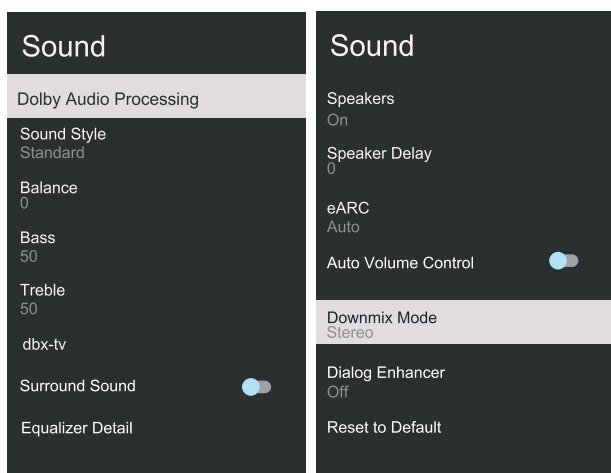 Sound
Dolby Audio Processing
Sound Style
Standard
Balance
0
Bass
50
Treble
50
dbx-tv
Surround Sound
Equalizer Detail
Sound
Speakers
On
Speaker Delay
0
eARC
Auto
Auto Volume Control
Downmix Mode
Stereo
Dialog Enhancer
Off
Reset to Default